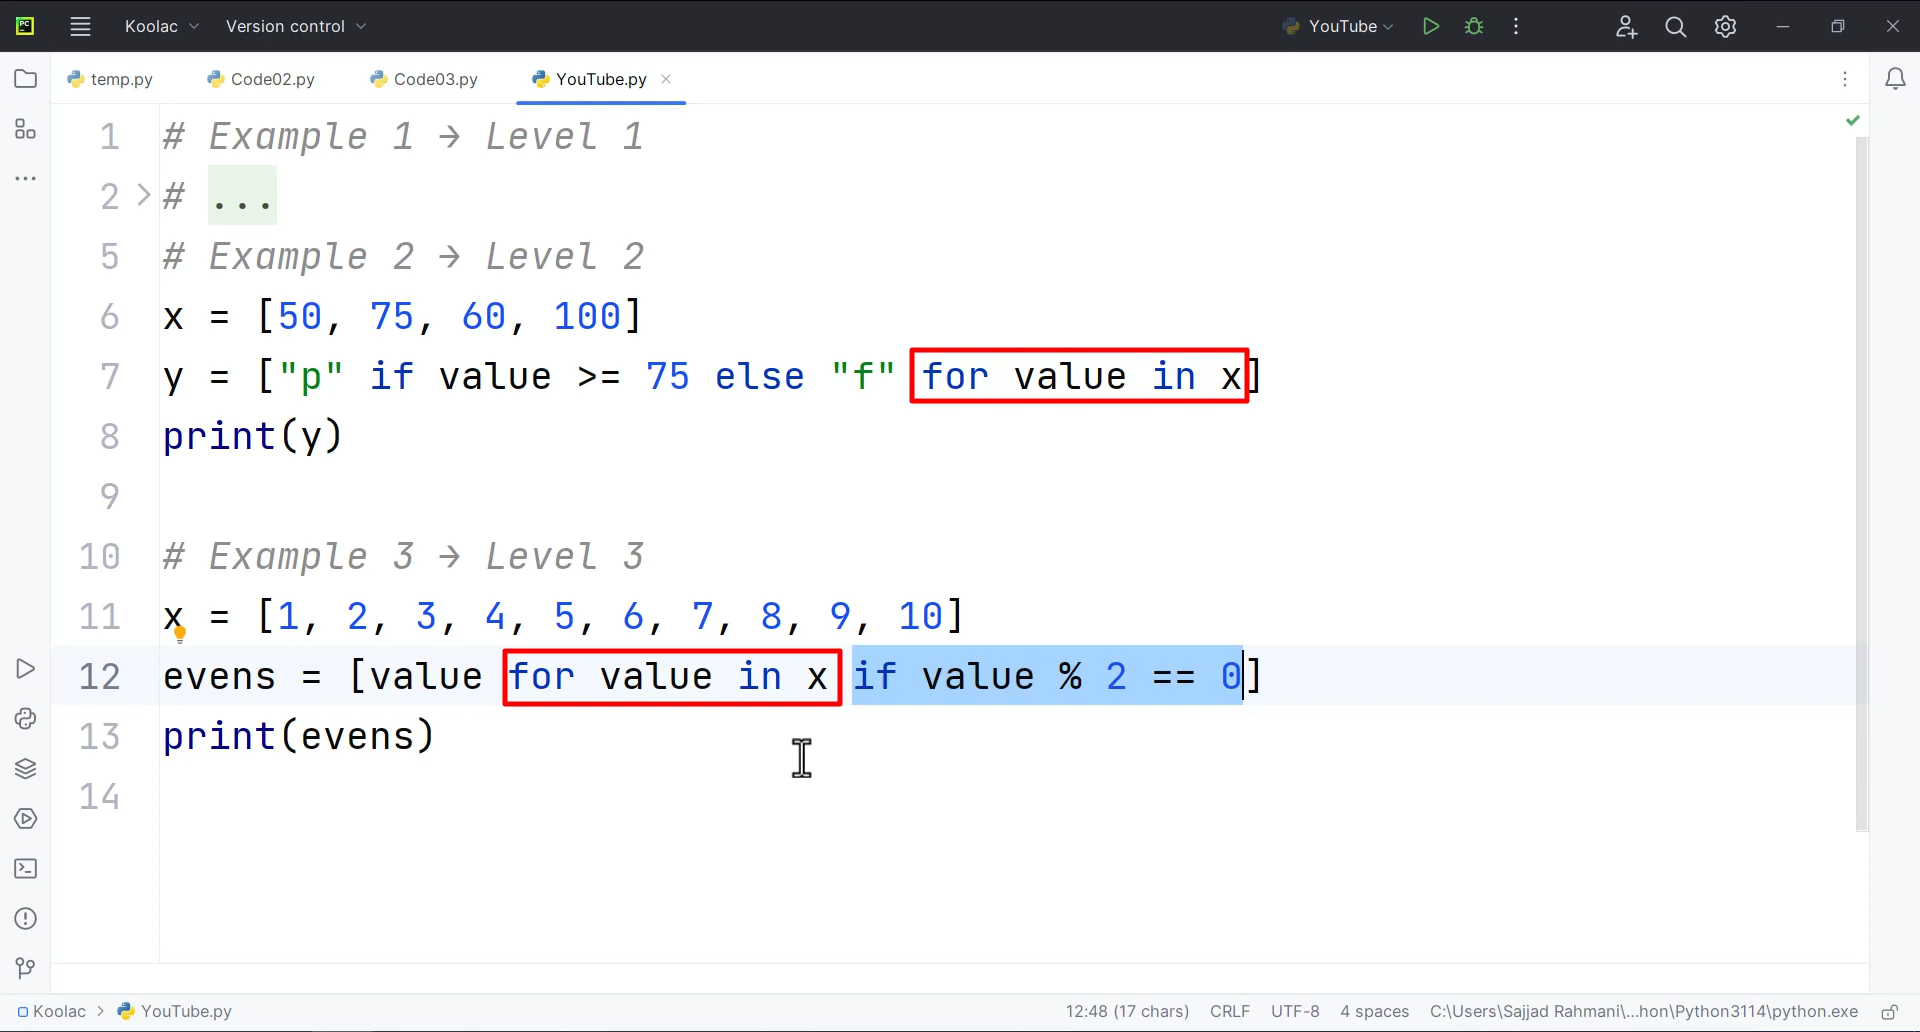 PC
Koolac
Version control
YouTube
temp.py
Code02.py
Code03.py
YouTube.py
1 # Example 1 → Level 1
2 # ...
5 # Example 2 → Level 2
6 x = [50, 75, 60, 100]
7 y = ["p" if value >= 75 else "f" for value in x]
8 print(y)
9
10 # Example 3 → Level 3
11 x = [1, 2, 3, 4, 5, 6, 7, 8, 9, 10]
12 evens = [value for value in x if value % 2 == 0]
13 print(evens)
14
Koolac > YouTube.py
12:48 (17 chars) CRLF UTF-8 4 spaces C:\Users\Sajjad Rahmani\...hon\Python3114\python.exe